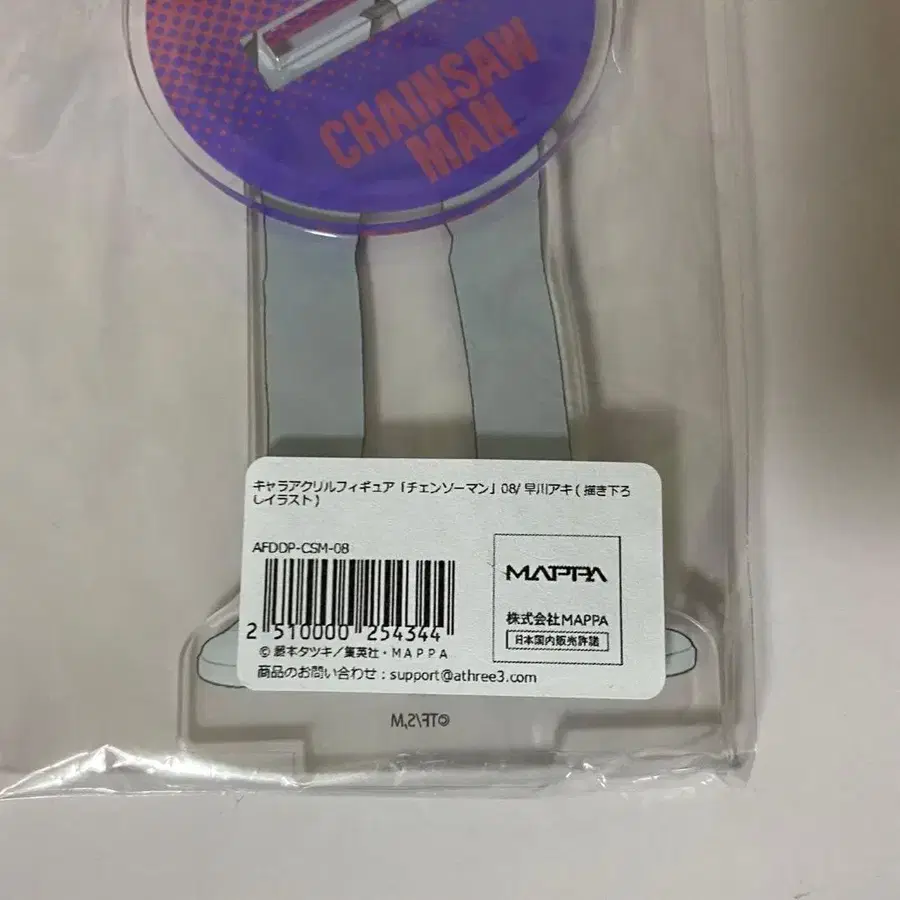 CHAINSAW
MAN
キャラアクリルフィギュア「チェンソーマン」08/ 早川アキ( 描き下ろ
しイラスト)
AFDDP-CSM-08
MAPPA
株式会社MAPPA
日本国内販売許諾
2 510000 254344
© 藤本タツキ／集英社・MAPPA
商品のお問い合わせ：support@athree3.com
©TF/S,M